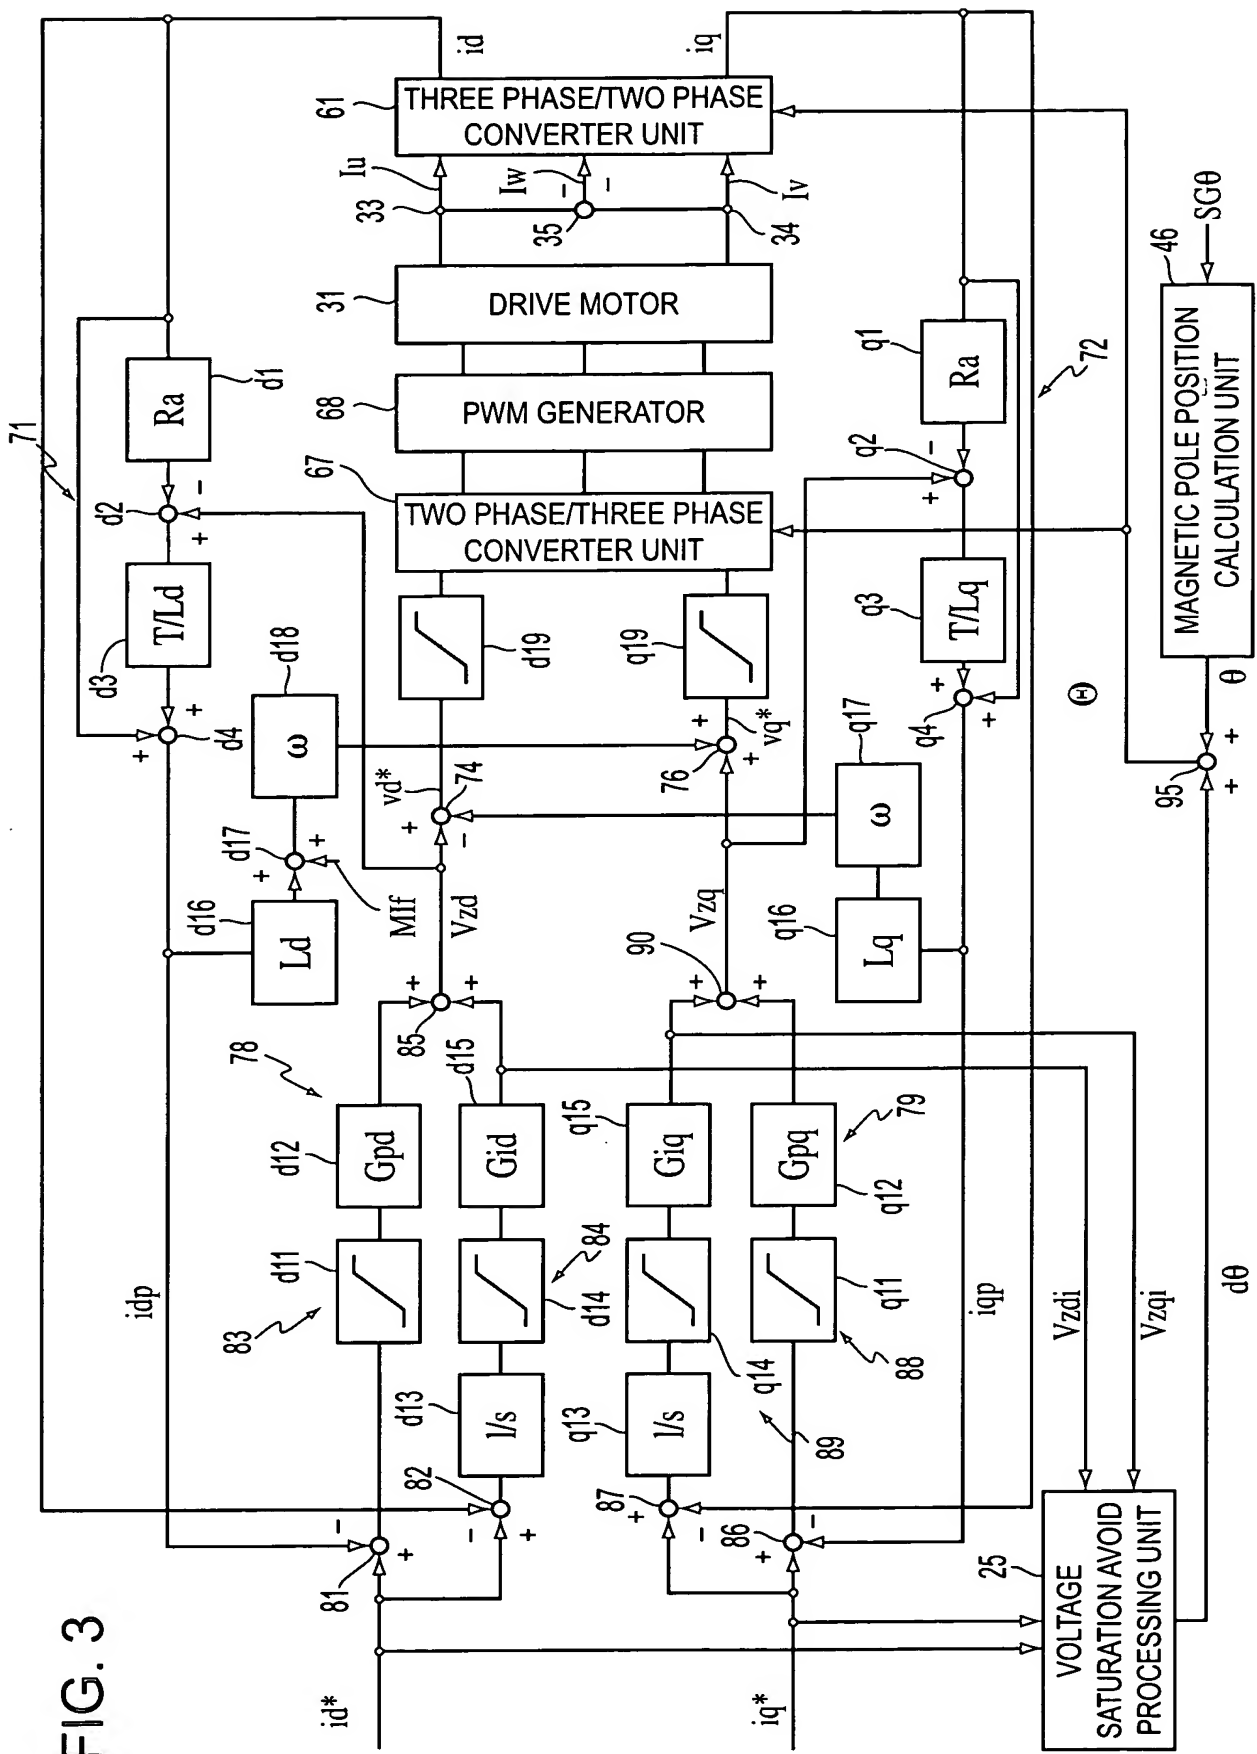 FIG. 3
71
idp
d3
T/Ld
d2
Ra
d1
+
+
d4
+
−
d18
ω
d16
Ld
d17
+
+
MIf
78
83
d11
d12
Gpd
id*
81
+
−
82
−
+
d13
1/s
d14
84
d15
Gid
85
+
+
Vzd
74
+
−
vd*
d19
67
TWO PHASE/THREE PHASE
CONVERTER UNIT
68
PWM GENERATOR
31
DRIVE MOTOR
33
Iu
35
Iw
−
−
34
Iv
61
THREE PHASE/TWO PHASE
CONVERTER UNIT
id
iq
87
+
−
q13
1/s
q14
89
q15
Giq
90
+
+
Vzq
76
+
+
vq*
q19
iq*
86
+
−
88
q11
q12
Gpq
79
q16
Lq
q17
ω
iqp
q4
+
+
q3
T/Lq
q2
+
−
q1
Ra
72
25
VOLTAGE
SATURATION AVOID
PROCESSING UNIT
Vzdi
Vzqi
dθ
95
+
+
Θ
θ
46
MAGNETIC POLE POSITION
CALCULATION UNIT
SGθ